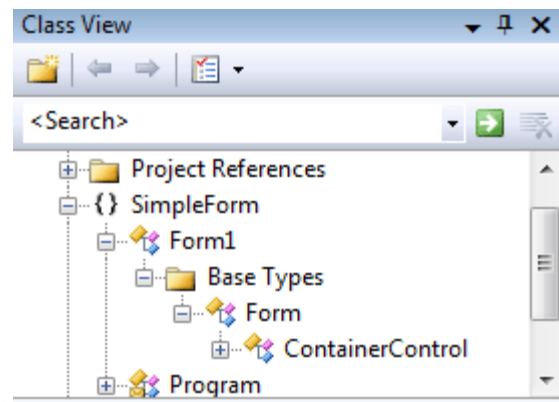 Class View
<Search>
Project References
{} SimpleForm
Form1
Base Types
Form
ContainerControl
Program